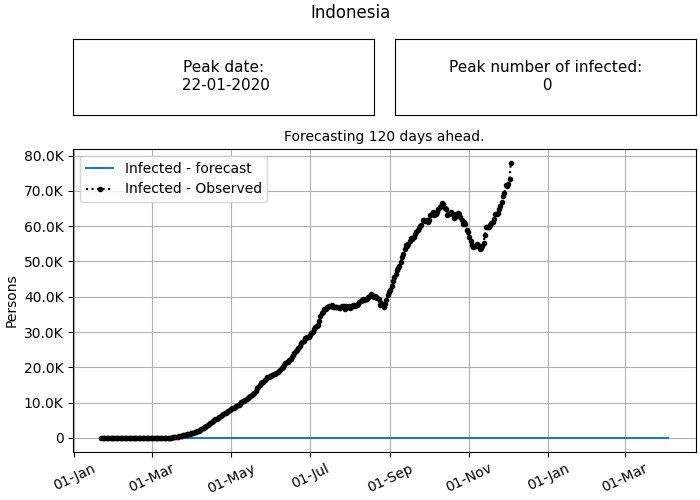 Indonesia
Peak date:
22-01-2020
Peak number of infected:
0
Forecasting 120 days ahead.
80.0K
70.0K
60.0K
50.0K
40.0K
30.0K
20.0K
10.0K
0
Persons
Infected - forecast
Infected - Observed
01-Jan
01-Mar
01-May
01-Jul
01-Sep
01-Nov
01-Jan
01-Mar